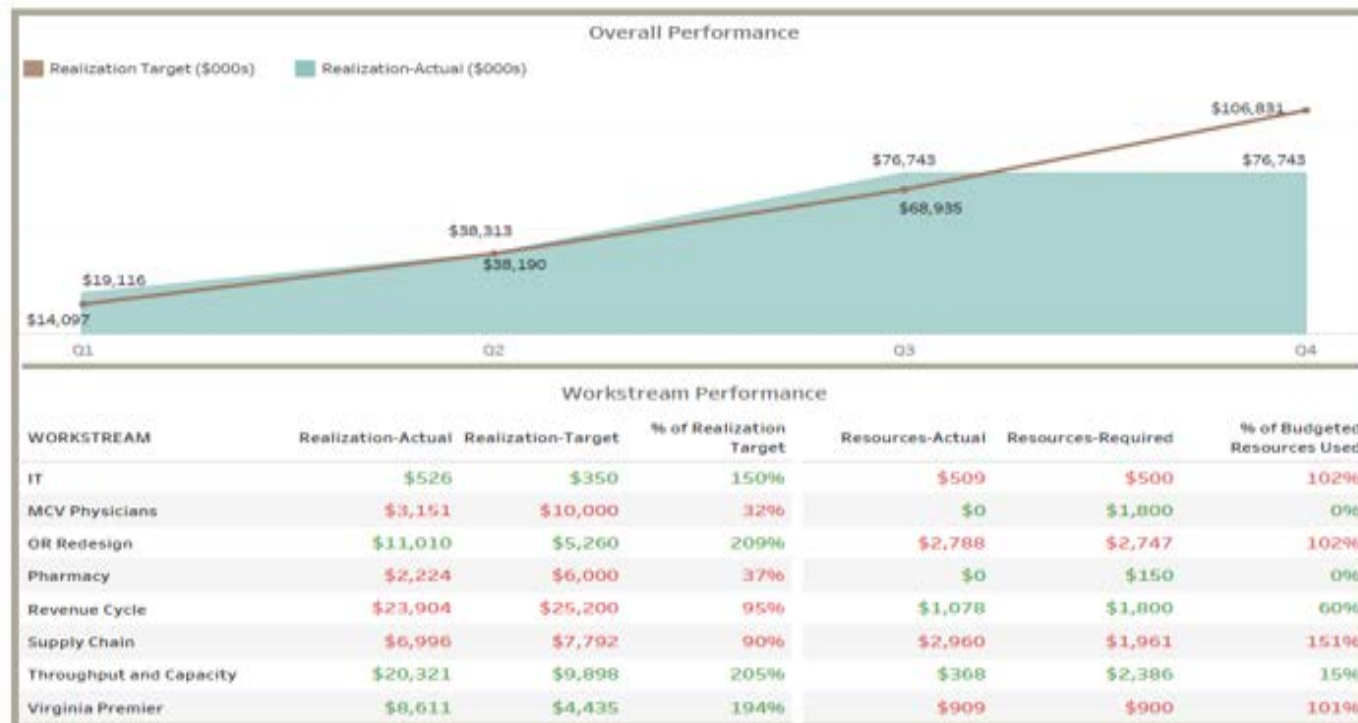 Overall Performance
Realization Target ($000s) Realization-Actual ($000s)
$106,831
$76,743 $76,743
$68,935
$38,313
$38,190
$19,116
$14,097
Q1 Q2 Q3 Q4
Workstream Performance
WORKSTREAM Realization-Actual Realization-Target % of Realization Target Resources-Actual Resources-Required % of Budgeted Resources Used
IT $526 $350 150% $509 $500 102%
MCV Physicians $3,151 $10,000 32% $0 $1,800 0%
OR Redesign $11,010 $5,260 209% $2,788 $2,747 102%
Pharmacy $2,224 $6,000 37% $0 $150 0%
Revenue Cycle $23,904 $25,200 95% $1,078 $1,800 60%
Supply Chain $6,996 $7,792 90% $2,960 $1,961 151%
Throughput and Capacity $20,321 $9,898 205% $368 $2,386 15%
Virginia Premier $8,611 $4,435 194% $909 $900 101%